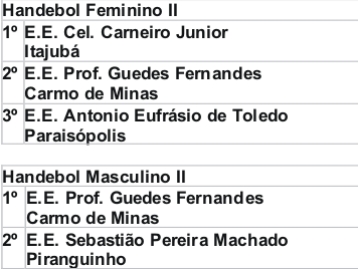 Handebol Feminino II
1º E.E. Cel. Carneiro Junior
Itajubá
2º E.E. Prof. Guedes Fernandes
Carmo de Minas
3º E.E. Antonio Eufrásio de Toledo
Paraisópolis
Handebol Masculino II
1º E.E. Prof. Guedes Fernandes
Carmo de Minas
2º E.E. Sebastião Pereira Machado
Piranguinho